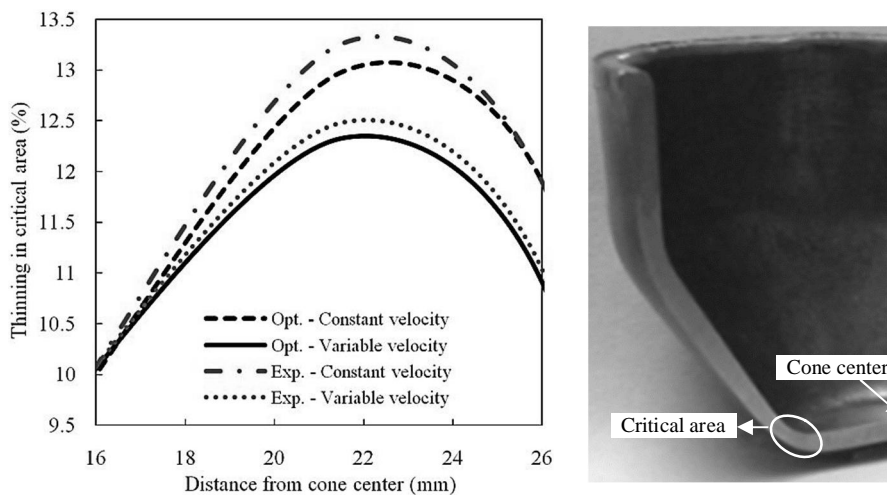 13.5
13
12.5
12
11.5
11
10.5
10
9.5
Thinning in critical area (%)
Opt. - Constant velocity
Opt. - Variable velocity
Exp. - Constant velocity
Exp. - Variable velocity
16
18
20
22
24
26
Distance from cone center (mm)
Cone center
Critical area